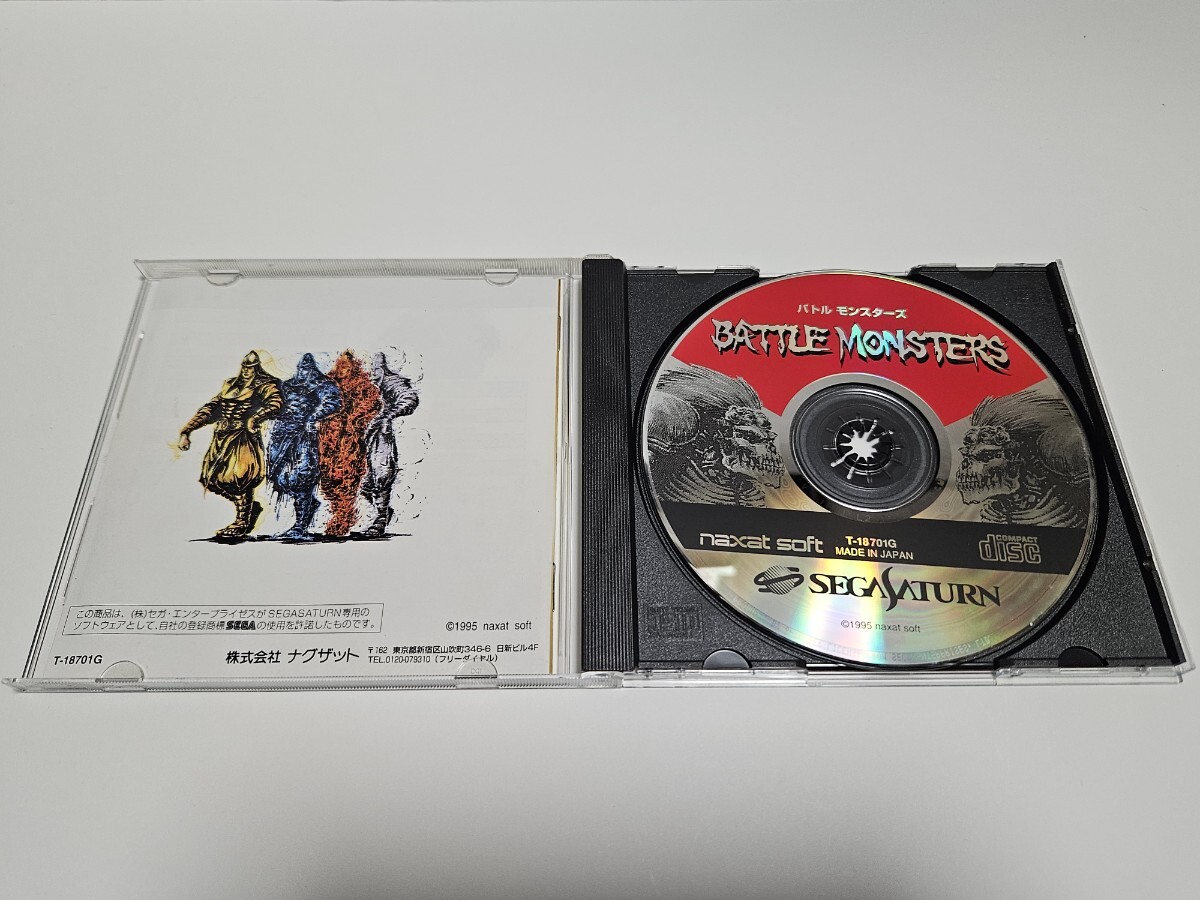 この商品は、(株)セガ・エンタープライゼスがSEGASATURN専用の
ソフトウェアとして、自社の登録商標SEGAの使用を許諾したものです。
©1995 naxat soft
T-18701G
株式会社 ナグザット
〒162 東京都新宿区山吹町346-6 日新ビル4F
TEL.0120-079310 (フリーダイヤル)
バトル モンスターズ
BATTLE MONSTERS
naxat soft
T-18701G
MADE IN JAPAN
COMPACT
disc
SEGASATURN
©1995 naxat soft